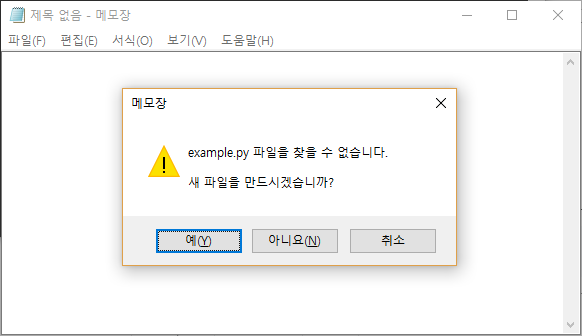 제목 없음 - 메모장
파일(F) 편집(E) 서식(O) 보기(V) 도움말(H)
메모장
example.py 파일을 찾을 수 없습니다.
새 파일을 만드시겠습니까?
예(Y) 아니요(N) 취소